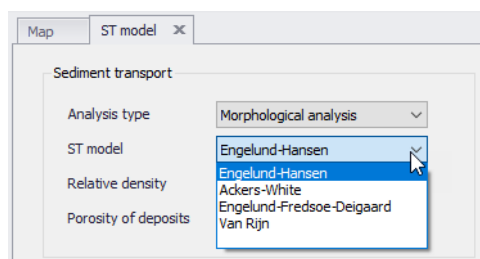 Map ST model
Sediment transport
Analysis type Morphological analysis
ST model Engelund-Hansen
Engelund-Hansen
Relative density
Ackers-White
Engelund-Fredsoe-Deigaard
Porosity of deposits
Van Rijn